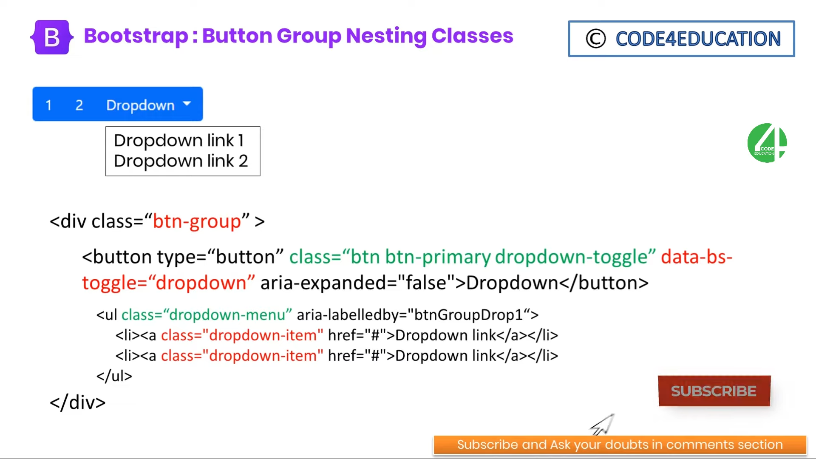 B Bootstrap : Button Group Nesting Classes
© CODE4EDUCATION
1 2 Dropdown
Dropdown link 1
Dropdown link 2
4
CODE
EDUCATION
<div class=“btn-group” >
<button type=“button” class=“btn btn-primary dropdown-toggle” data-bs-
toggle=“dropdown” aria-expanded="false">Dropdown</button>
<ul class=“dropdown-menu” aria-labelledby="btnGroupDrop1“>
<li><a class="dropdown-item" href="#">Dropdown link</a></li>
<li><a class="dropdown-item" href="#">Dropdown link</a></li>
</ul>
</div>
SUBSCRIBE
Subscribe and Ask your doubts in comments section